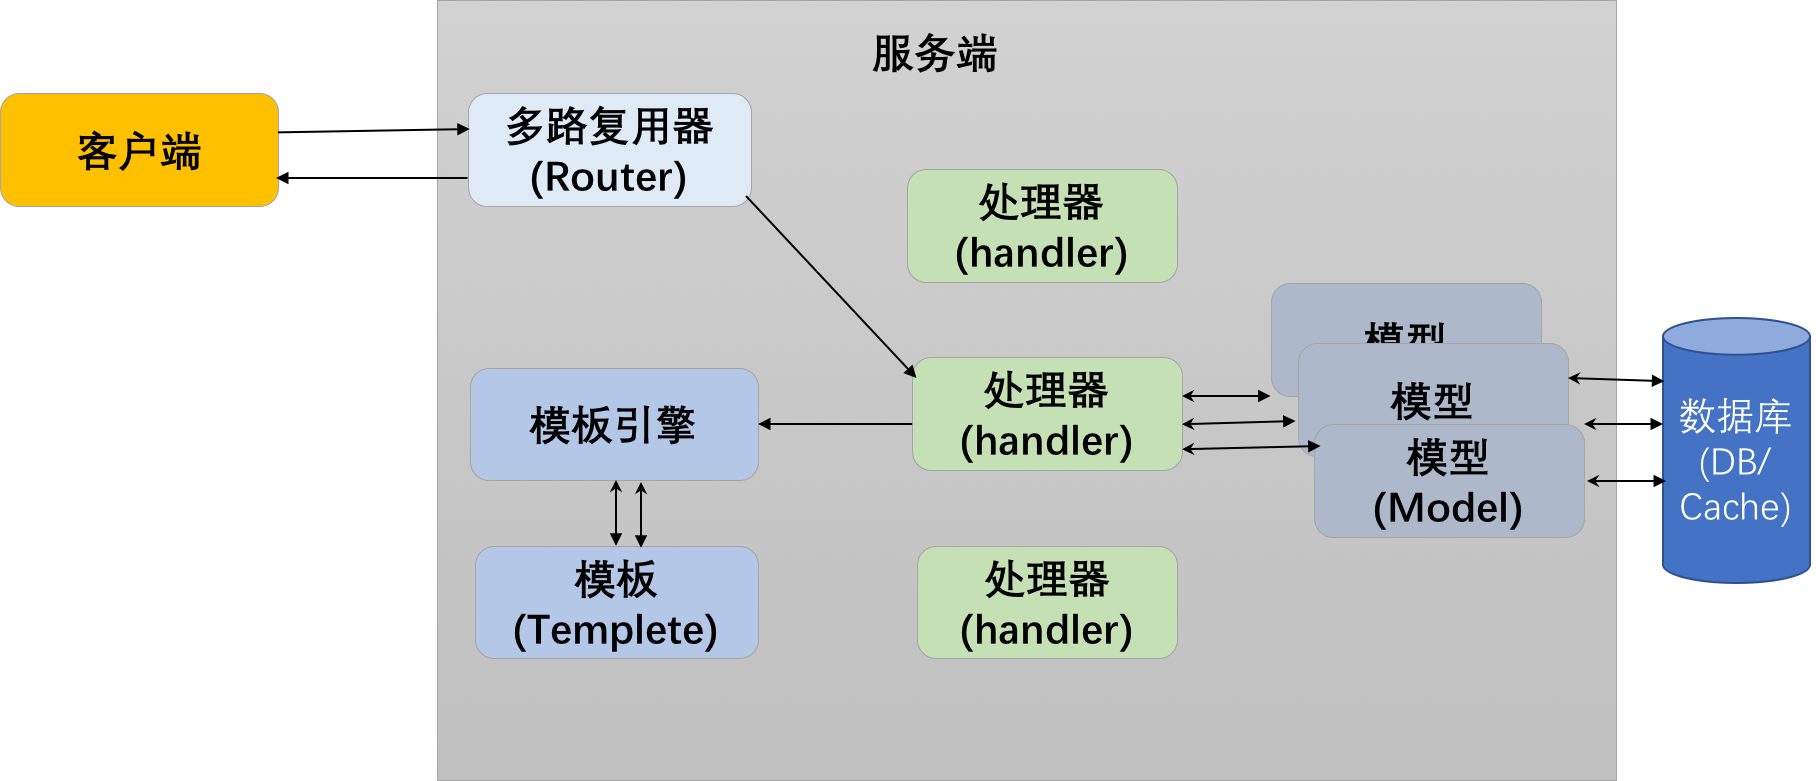 服务端
客户端
多路复用器
(Router)
处理器
(handler)
模型
模型
模型
(Model)
处理器
(handler)
模板引擎
数据库
(DB/
Cache)
模板
(Templete)
处理器
(handler)